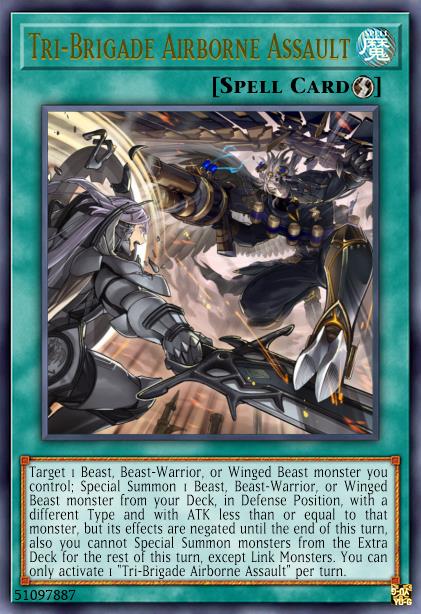 Tri-Brigade Airborne Assault
SPELL
魔
[Spell Card]
Target 1 Beast, Beast-Warrior, or Winged Beast monster you
control; Special Summon 1 Beast, Beast-Warrior, or Winged
Beast monster from your Deck, in Defense Position, with a
different Type and with ATK less than or equal to that
monster, but its effects are negated until the end of this turn,
also you cannot Special Summon monsters from the Extra
Deck for the rest of this turn, except Link Monsters. You can
only activate 1 "Tri-Brigade Airborne Assault" per turn.
51097887